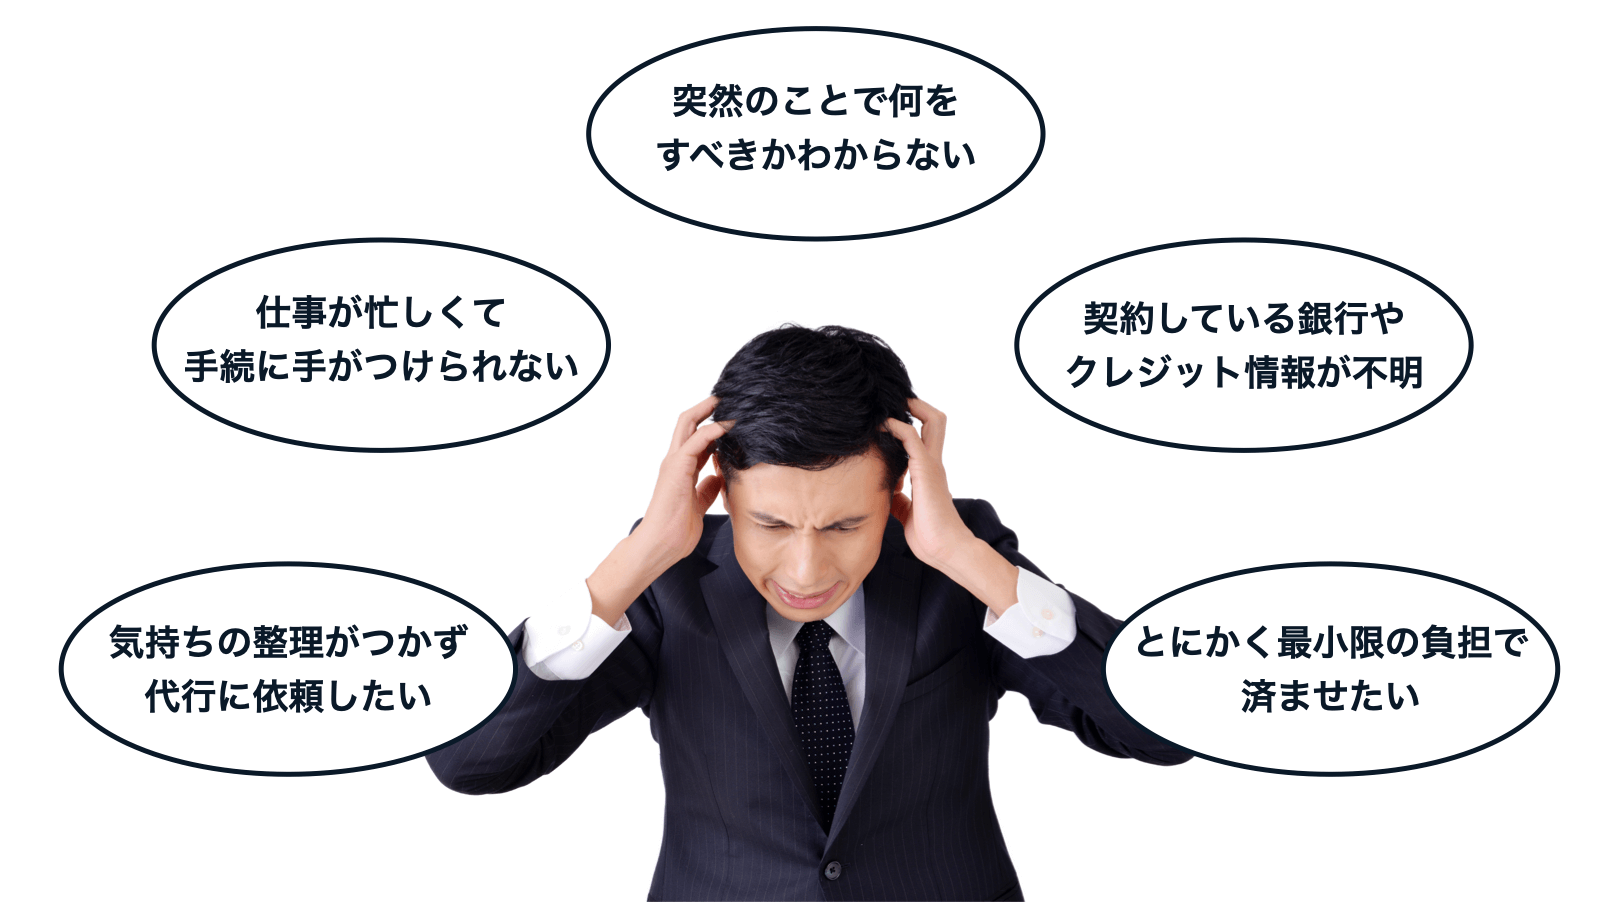 突然のことで何を
すべきかわからない
仕事が忙しくて
手続に手がつけられない
契約している銀行や
クレジット情報が不明
気持ちの整理がつかず
代行に依頼したい
とにかく最小限の負担で
済ませたい